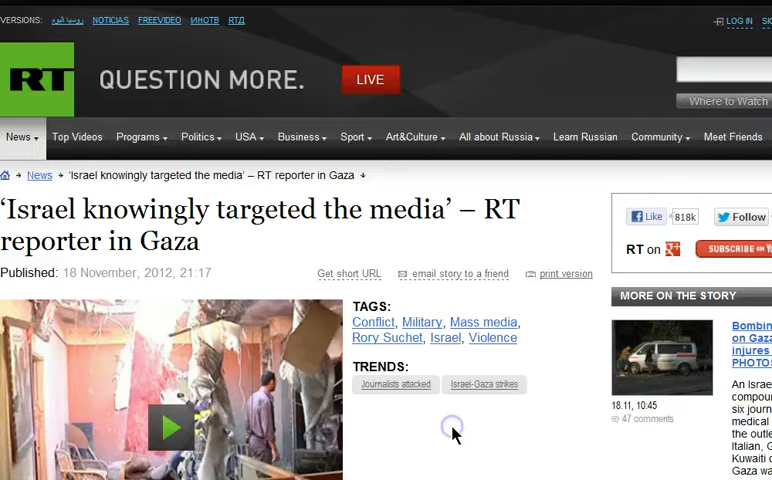 VERSIONS: روسيا اليوم NOTICIAS FREEVIDEO ИНОТВ RTД
LOG IN
RT QUESTION MORE. LIVE
Where to Watch
News Top Videos Programs Politics USA Business Sport Art&Culture All about Russia Learn Russian Community Meet Friends
News 'Israel knowingly targeted the media' – RT reporter in Gaza
'Israel knowingly targeted the media' – RT
reporter in Gaza
Published: 18 November, 2012, 21:17
Get short URL email story to a friend print version
TAGS:
Conflict, Military, Mass media,
Rory Suchet, Israel, Violence
TRENDS:
Journalists attacked Israel-Gaza strikes
Like 818k Follow
RT on g+ SUBSCRIBE ON
MORE ON THE STORY
18.11, 10:45
47 comments
on Gaza
injures
PHOTOS
An Israe
compou
six journ
medical
the outle
Italian, G
Kuwaiti
Gaza wa